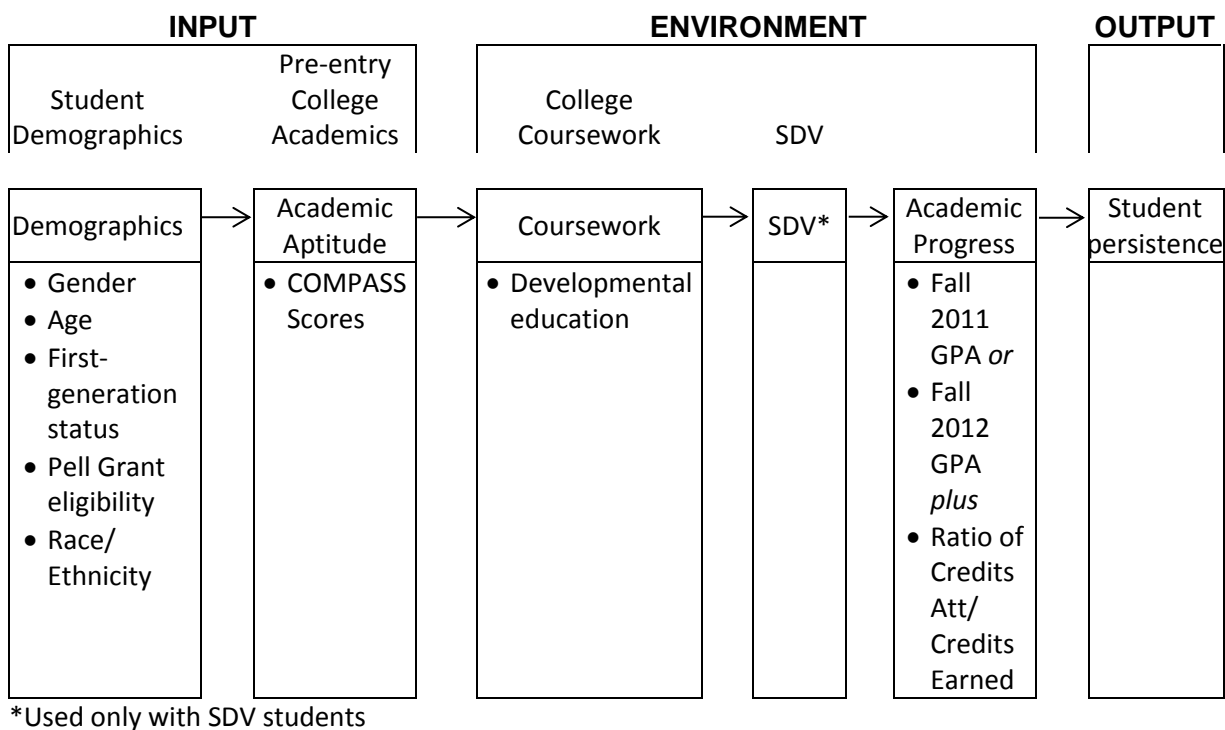 INPUT ENVIRONMENT OUTPUT
Student
Demographics
Pre-entry
College
Academics
College
Coursework
SDV
Demographics
• Gender
• Age
• First-
generation
status
• Pell Grant
eligibility
• Race/
Ethnicity
Academic
Aptitude
• COMPASS
Scores
Coursework
• Developmental
education
SDV*
Academic
Progress
• Fall
2011
GPA or
• Fall
2012
GPA
plus
• Ratio of
Credits
Att/
Credits
Earned
Student
persistence
*Used only with SDV students